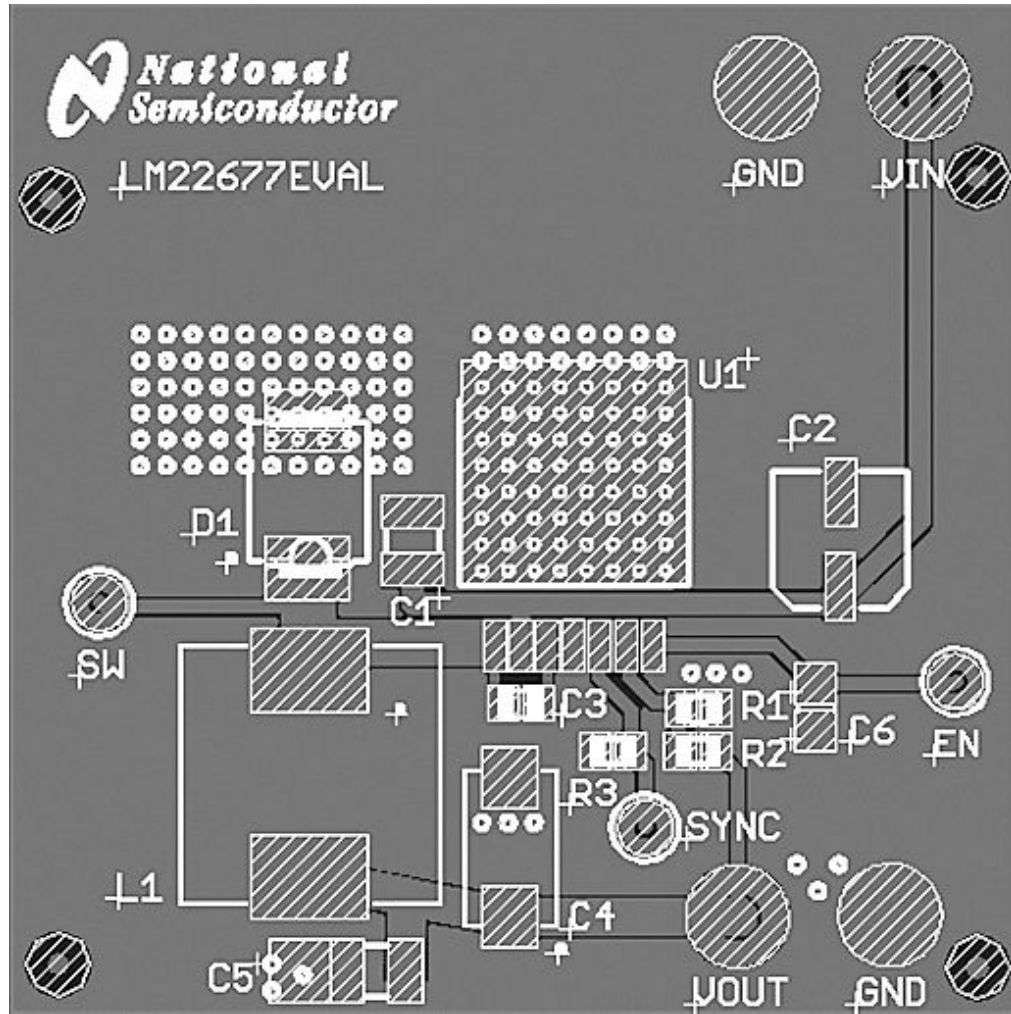 National
Semiconductor
LM22677EVAL
GND
VIN
U1
C2
D1
C1
SW
C3
R1
C6
EN
R2
R3
SYNC
L1
C4
C5
VOUT
GND